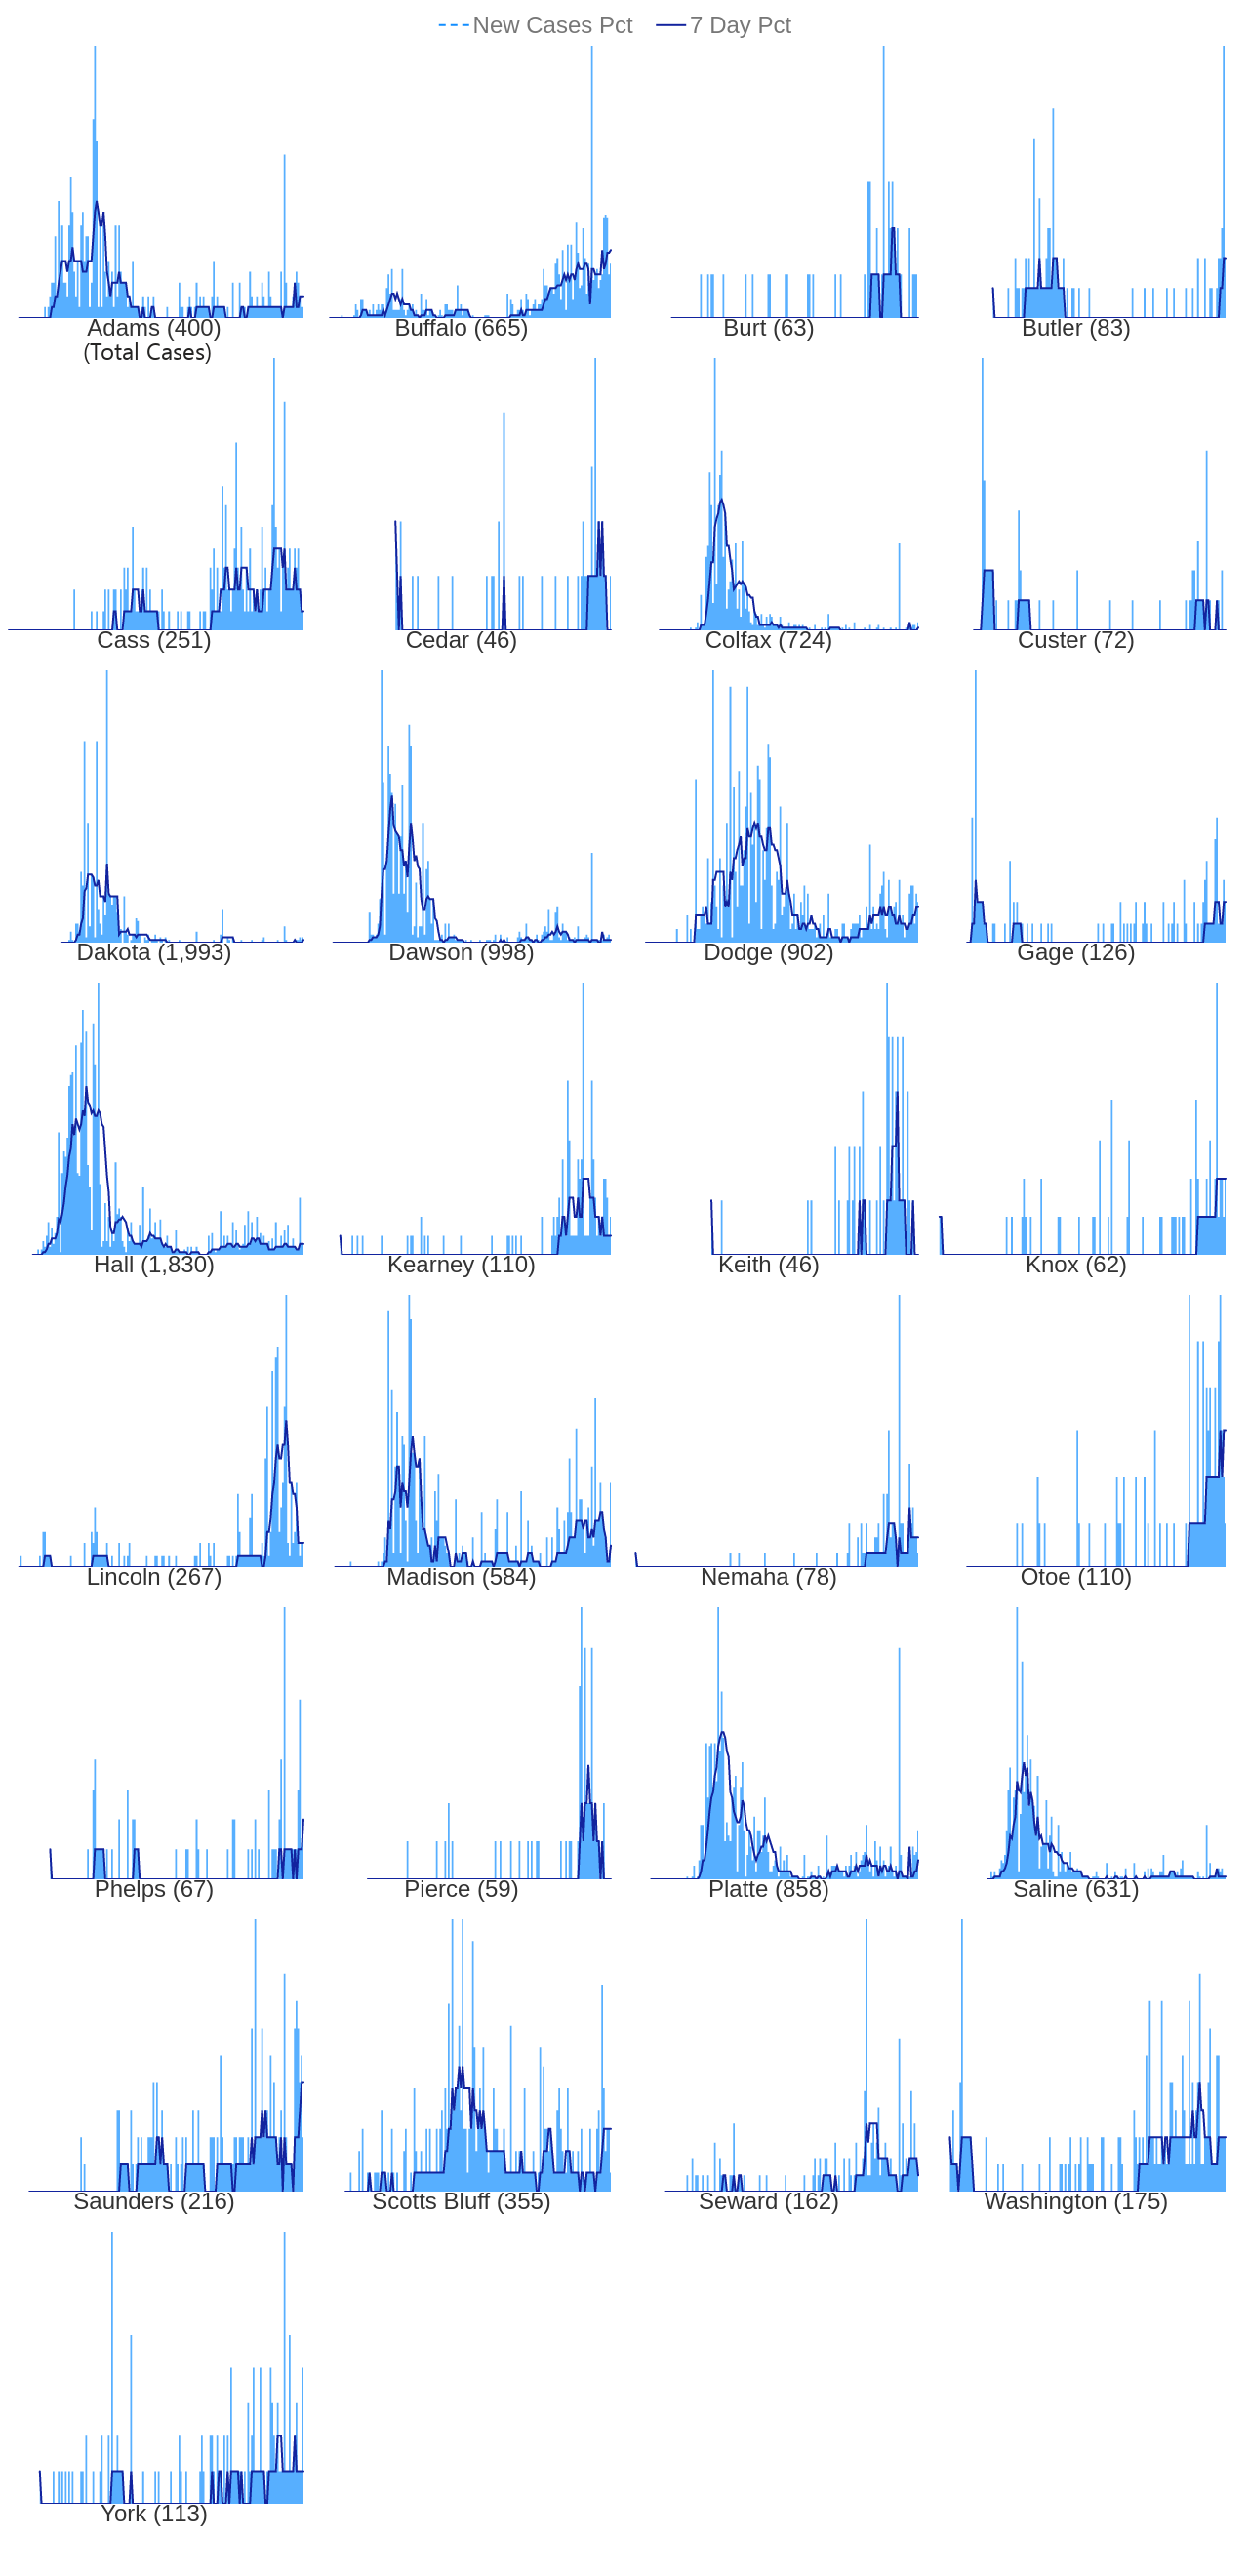 New Cases Pct 7 Day Pct
Adams (400) Buffalo (665) Burt (63) Butler (83)
(Total Cases)
Cass (251) Cedar (46) Colfax (724) Custer (72)
Dakota (1,993) Dawson (998) Dodge (902) Gage (126)
Hall (1,830) Kearney (110) Keith (46) Knox (62)
Lincoln (267) Madison (584) Nemaha (78) Otoe (110)
Phelps (67) Pierce (59) Platte (858) Saline (631)
Saunders (216) Scotts Bluff (355) Seward (162) Washington (175)
York (113)